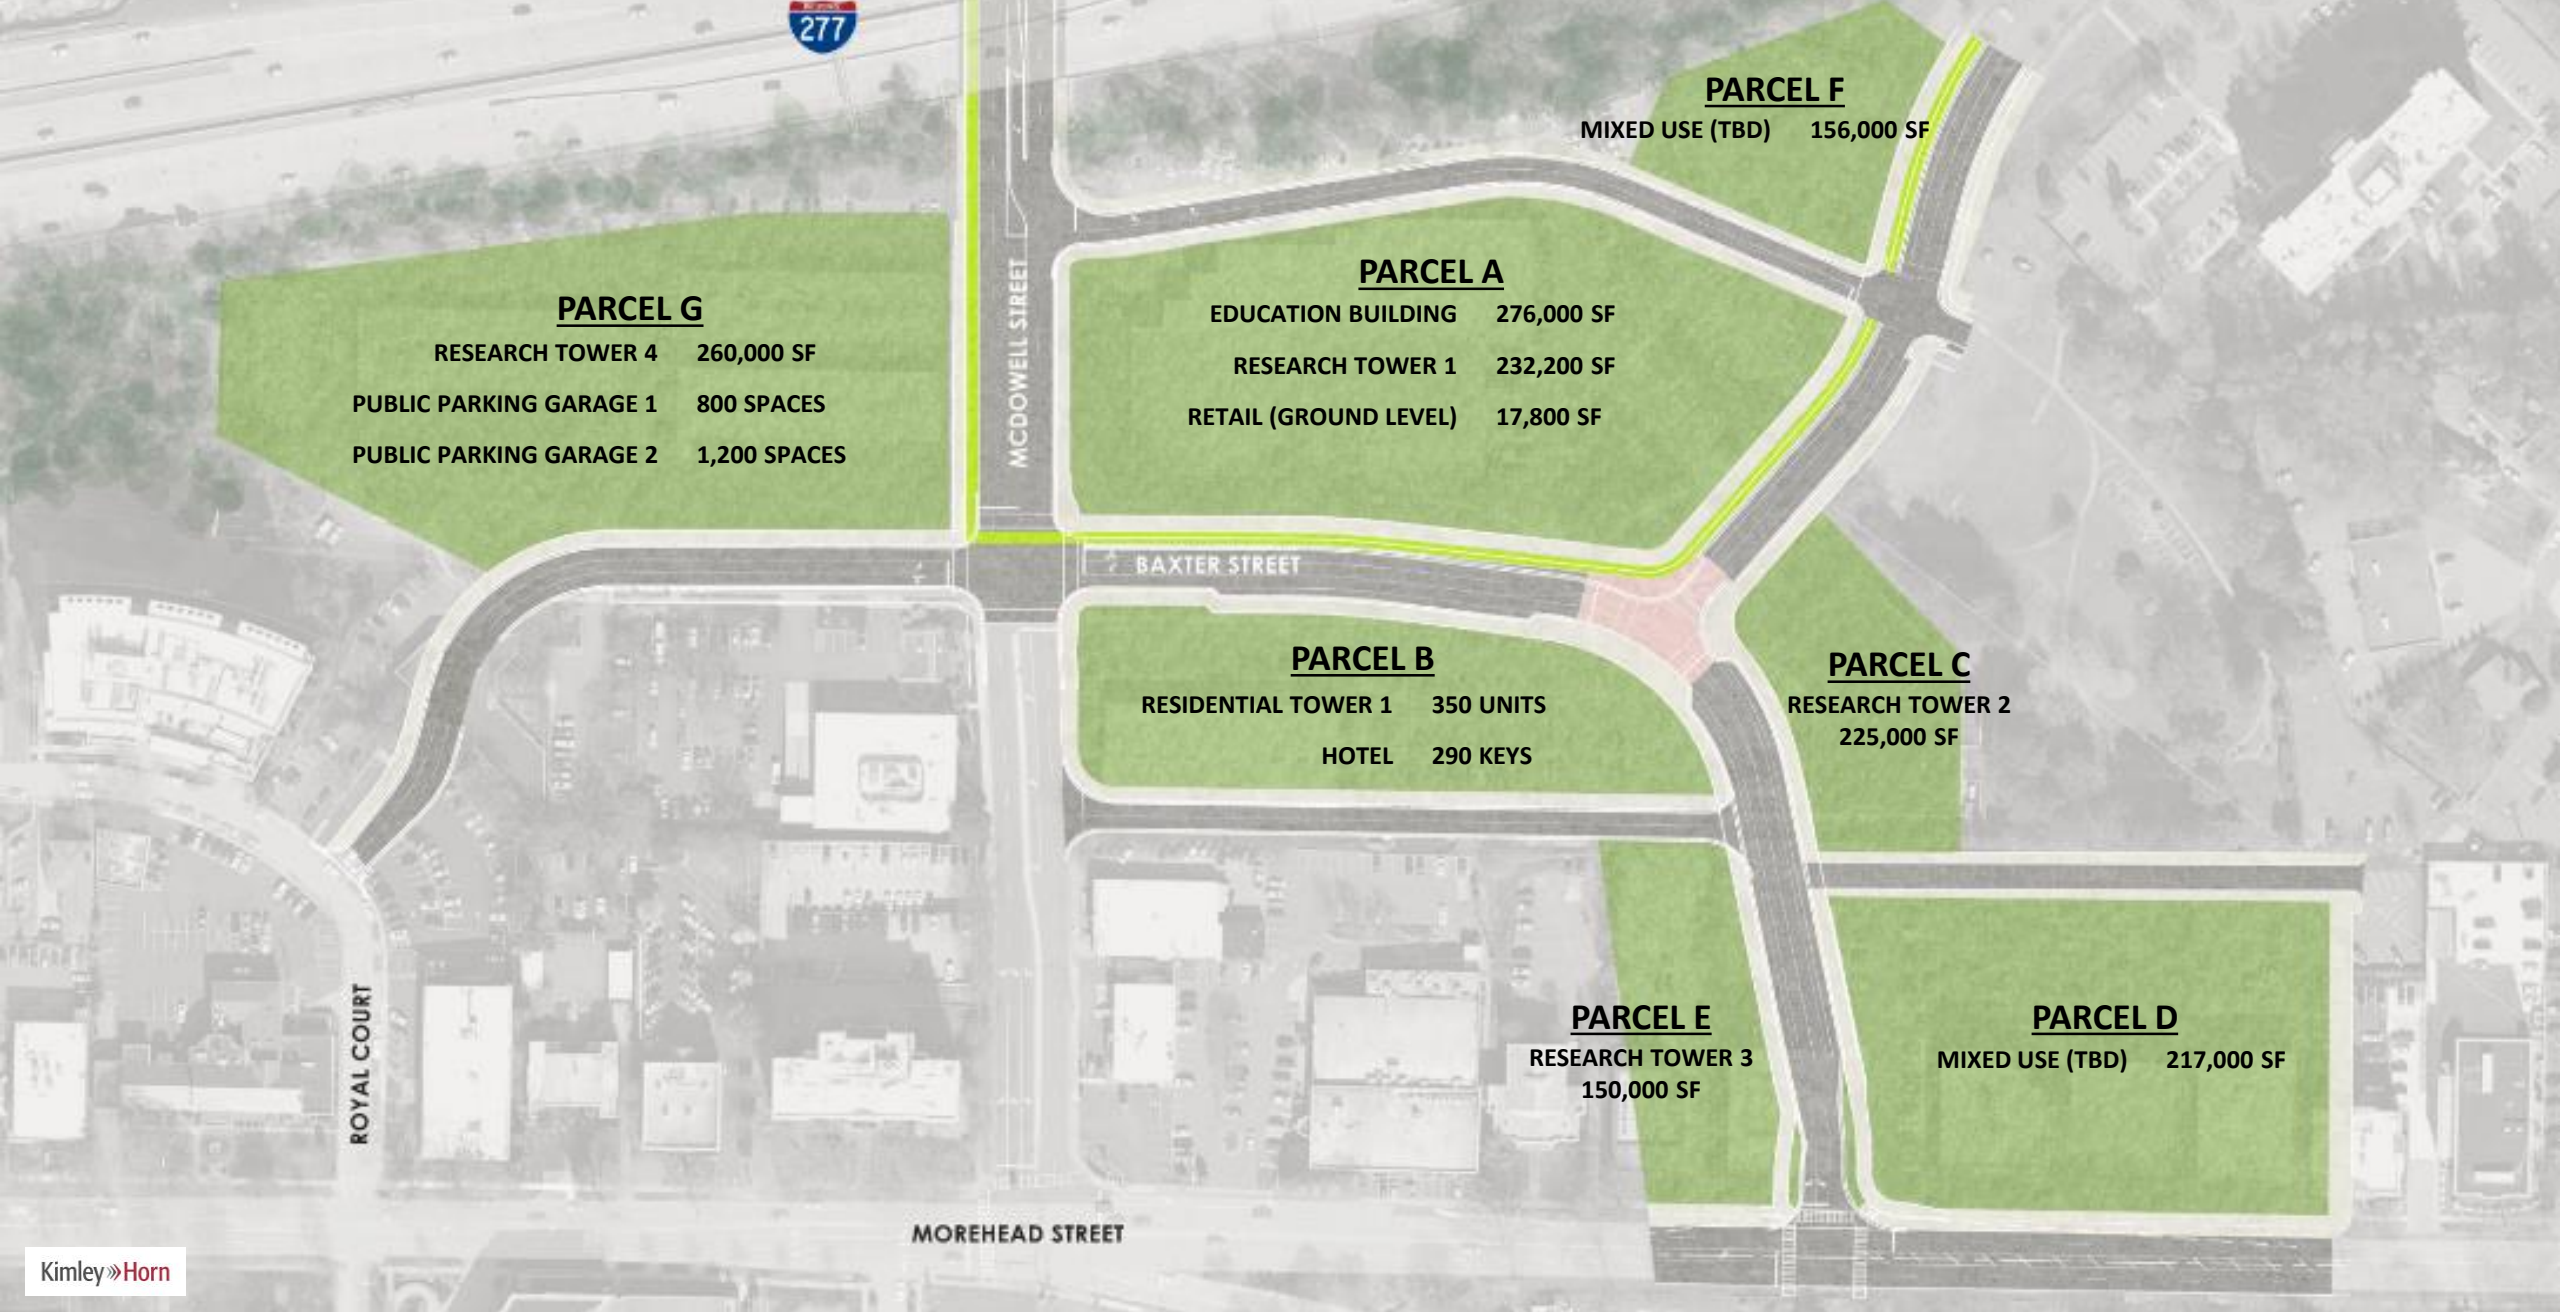 INTERSTATE
277
PARCEL F
MIXED USE (TBD) 156,000 SF
PARCEL A
EDUCATION BUILDING 276,000 SF
RESEARCH TOWER 1 232,200 SF
RETAIL (GROUND LEVEL) 17,800 SF
PARCEL G
RESEARCH TOWER 4 260,000 SF
PUBLIC PARKING GARAGE 1 800 SPACES
PUBLIC PARKING GARAGE 2 1,200 SPACES
MCDOWELL STREET
BAXTER STREET
PARCEL B
RESIDENTIAL TOWER 1 350 UNITS
HOTEL 290 KEYS
PARCEL C
RESEARCH TOWER 2
225,000 SF
PARCEL E
RESEARCH TOWER 3
150,000 SF
PARCEL D
MIXED USE (TBD) 217,000 SF
ROYAL COURT
MOREHEAD STREET
Kimley»Horn